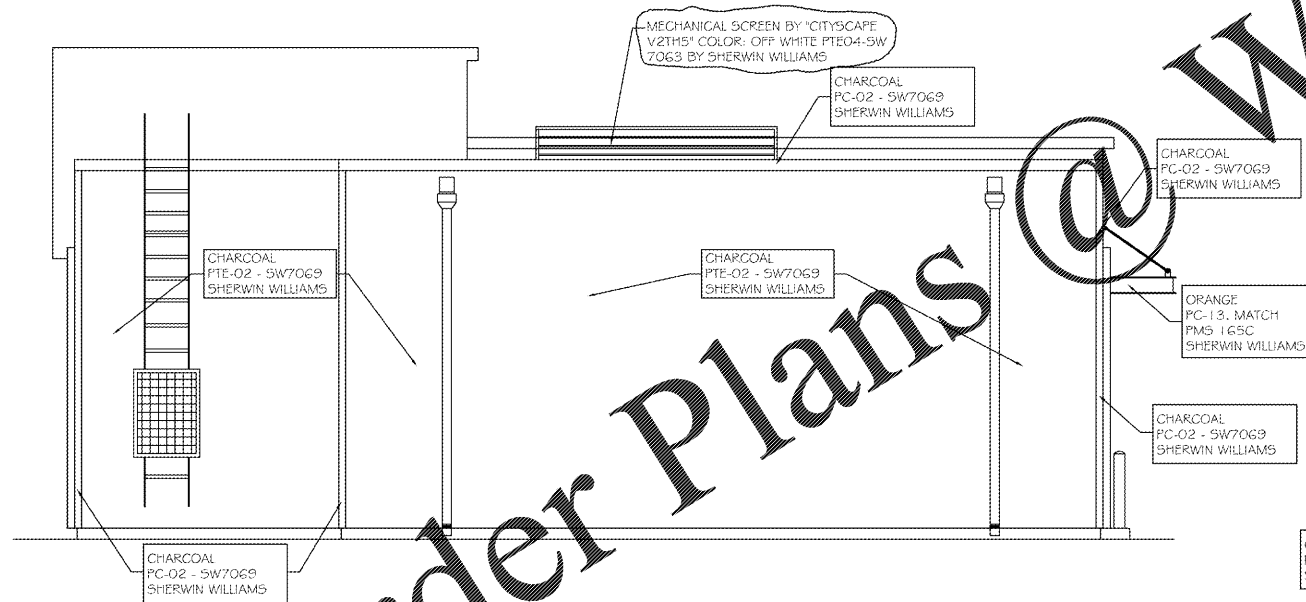 MECHANICAL SCREEN BY "CITYSCAPE
V2TH5" COLOR: OFF WHITE PTE04-SW
7063 BY SHERWIN WILLIAMS
CHARCOAL
PC-02 - SW7069
SHERWIN WILLIAMS
CHARCOAL
PC-02 - SW7069
SHERWIN WILLIAMS
CHARCOAL
PTE-02 - SW7069
SHERWIN WILLIAMS
CHARCOAL
PTE-02 - SW7069
SHERWIN WILLIAMS
ORANGE
PC-13. MATCH
PMS 165C
SHERWIN WILLIAMS
CHARCOAL
PC-02 - SW7069
SHERWIN WILLIAMS
CHARCOAL
PC-02 - SW7069
SHERWIN WILLIAMS
Plans @